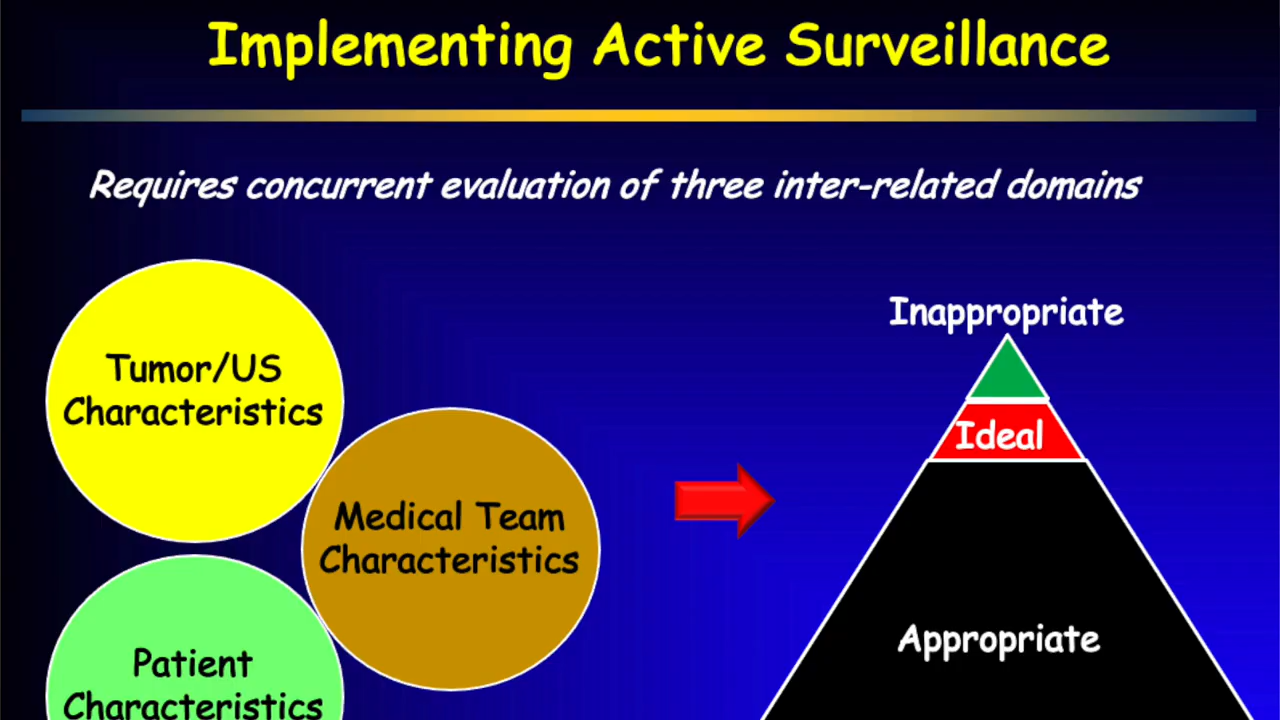 Implementing Active Surveillance
Requires concurrent evaluation of three inter-related domains
Tumor/US
Characteristics
Medical Team
Characteristics
Patient
Characteristics
Inappropriate
Ideal
Appropriate